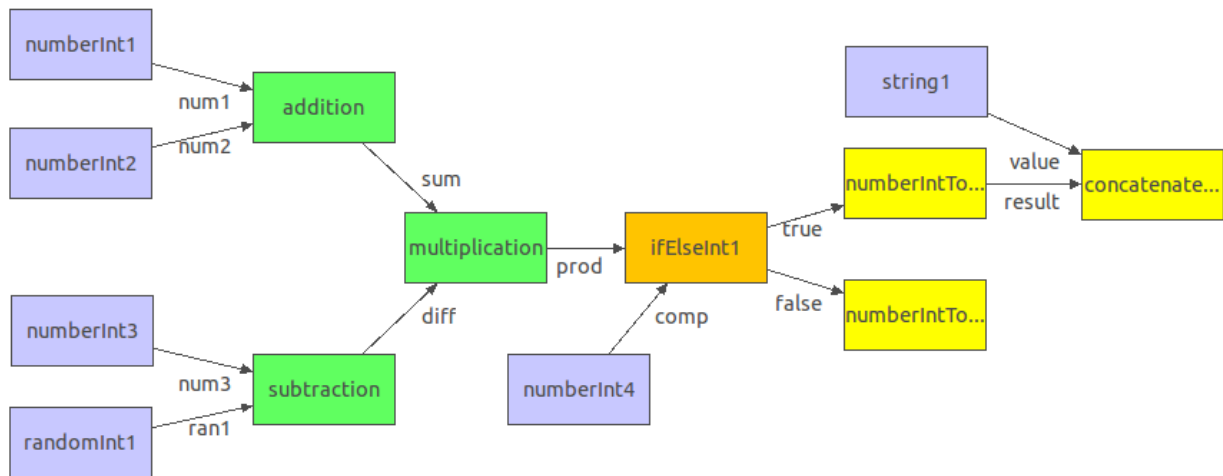 numberInt1
num1
addition
numberInt2
num2
sum
multiplication
prod
ifElseInt1
numberInt3
num3
subtraction
diff
randomInt1
ran1
numberInt4
comp
true
false
string1
value
numberIntTo...
result
concatenate...
numberIntTo...